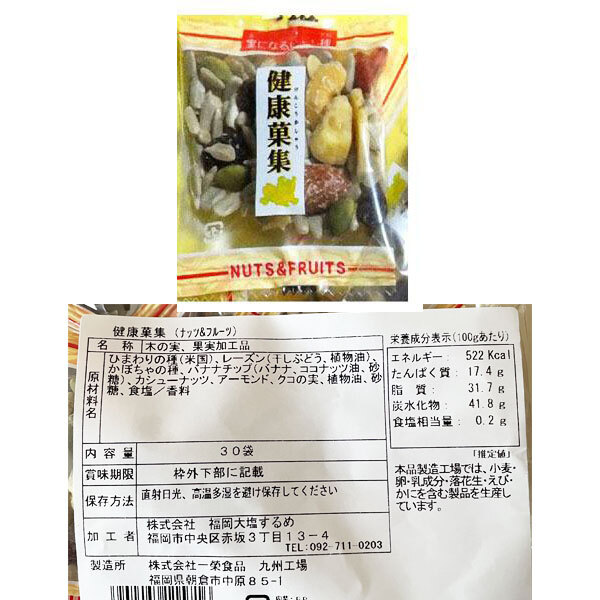 健康菓集
けんこうかしゅう
NUTS&FRUITS
健康菓集 (ナッツ&フルーツ)
名称 木の実、果実加工品
原材料名 ひまわりの種(米国)、レーズン(干しぶどう、植物油)、
かぼちゃの種、バナナチップ(バナナ、ココナッツ油、砂
糖)、カシューナッツ、アーモンド、クコの実、植物油、砂
糖、食塩/香料
内容量 30袋
賞味期限 枠外下部に記載
保存方法 直射日光、高温多湿を避け保存してください
加工者 株式会社 福岡大塩するめ
福岡市中央区赤坂3丁目13-4
TEL:092-711-0203
製造所 株式会社一榮食品 九州工場
福岡県朝倉市中原85-1
栄養成分表示(100gあたり)
エネルギー: 522 Kcal
たんぱく質: 17.4 g
脂質: 31.7 g
炭水化物: 41.8 g
食塩相当量: 0.2 g
「推定値」
本品製造工場では、小麦・
卵・乳成分・落花生・えび・
かにを含む製品を生産し
ています。